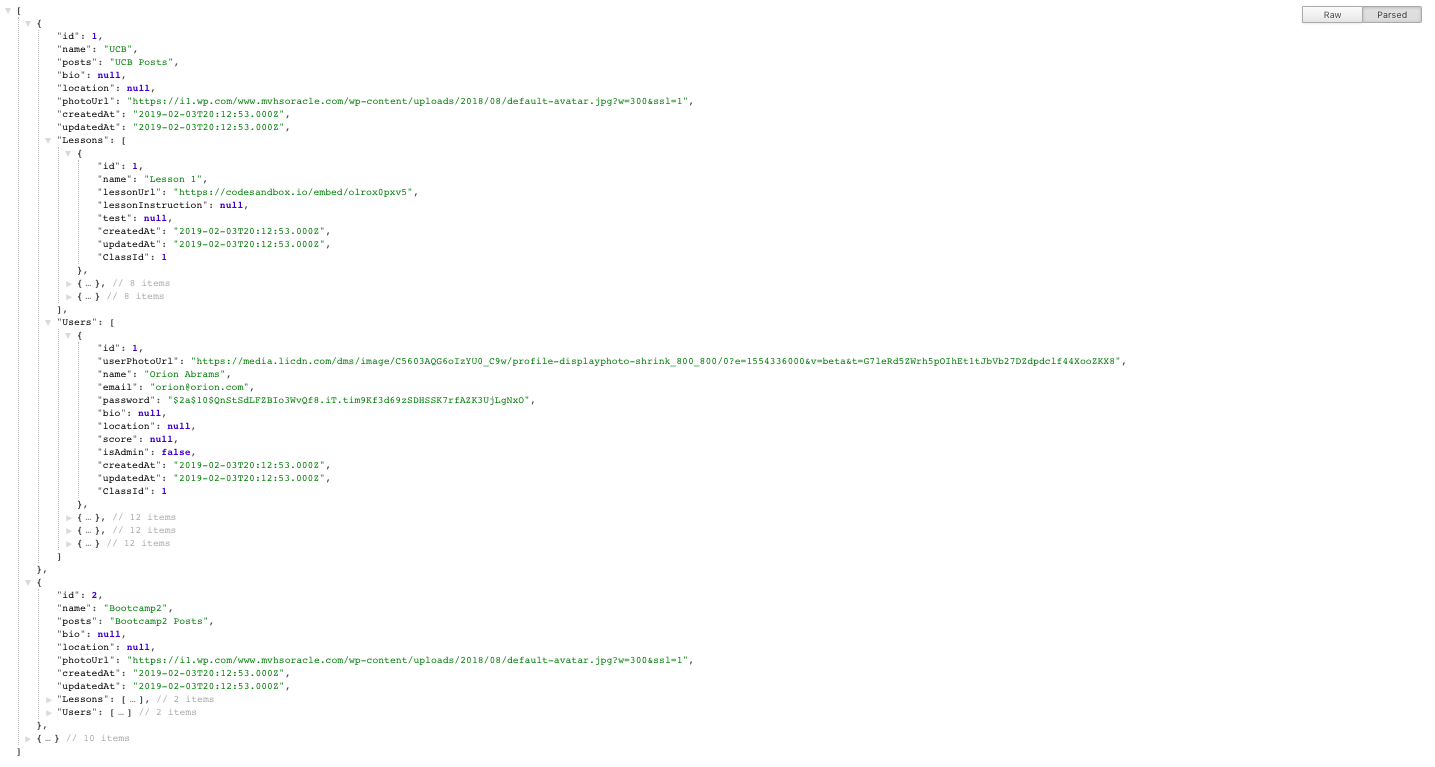 Raw Parsed
[
{
"id": 1,
"name": "UCB",
"posts": "UCB Posts",
"bio": null,
"location": null,
"photoUrl": "https://i1.wp.com/www.mvhsoracle.com/wp-content/uploads/2018/08/default-avatar.jpg?w=300&ssl=1",
"createdAt": "2019-02-03T20:12:53.000Z",
"updatedAt": "2019-02-03T20:12:53.000Z",
"Lessons": [
{
"id": 1,
"name": "Lesson 1",
"lessonUrl": "https://codesandbox.io/embed/olrox0pxv5",
"lessonInstruction": null,
"test": null,
"createdAt": "2019-02-03T20:12:53.000Z",
"updatedAt": "2019-02-03T20:12:53.000Z",
"ClassId": 1
},
{ … }, // 8 items
{ … } // 8 items
],
"Users": [
{
"id": 1,
"userPhotoUrl": "https://media.licdn.com/dms/image/C5603AQG6oIzYU0_C9w/profile-displayphoto-shrink_800_800/0?e=1554336000&v=beta&t=G7leRd5ZWrh5pOIhEt1tJbVb27DZdpdclf44XooZKX8",
"name": "Orion Abrams",
"email": "orion@orion.com",
"password": "$2a$10$QnStSdLFZBIo3WvQf8.iT.tim9Kf3d69zSDHSSK7rfAZK3UjLgNxO",
"bio": null,
"location": null,
"score": null,
"isAdmin": false,
"createdAt": "2019-02-03T20:12:53.000Z",
"updatedAt": "2019-02-03T20:12:53.000Z",
"ClassId": 1
},
{ … }, // 12 items
{ … }, // 12 items
{ … } // 12 items
]
},
{
"id": 2,
"name": "Bootcamp2",
"posts": "Bootcamp2 Posts",
"bio": null,
"location": null,
"photoUrl": "https://i1.wp.com/www.mvhsoracle.com/wp-content/uploads/2018/08/default-avatar.jpg?w=300&ssl=1",
"createdAt": "2019-02-03T20:12:53.000Z",
"updatedAt": "2019-02-03T20:12:53.000Z",
"Lessons": [ … ], // 2 items
"Users": [ … ] // 2 items
},
{ … } // 10 items
]